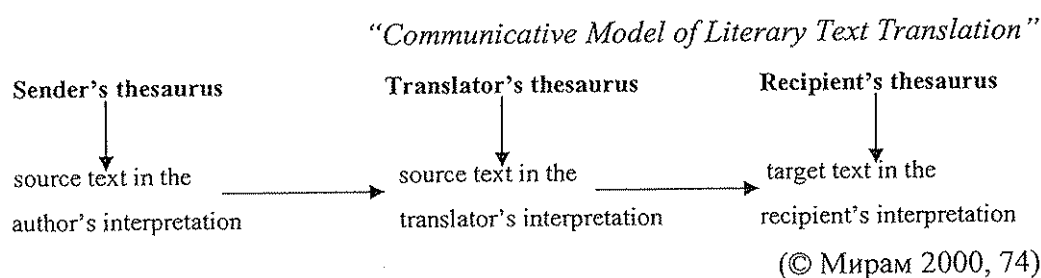 “Communicative Model of Literary Text Translation”
Sender's thesaurus Translator's thesaurus Recipient's thesaurus
source text in the source text in the target text in the
author's interpretation translator's interpretation recipient's interpretation
(© Мирам 2000, 74)